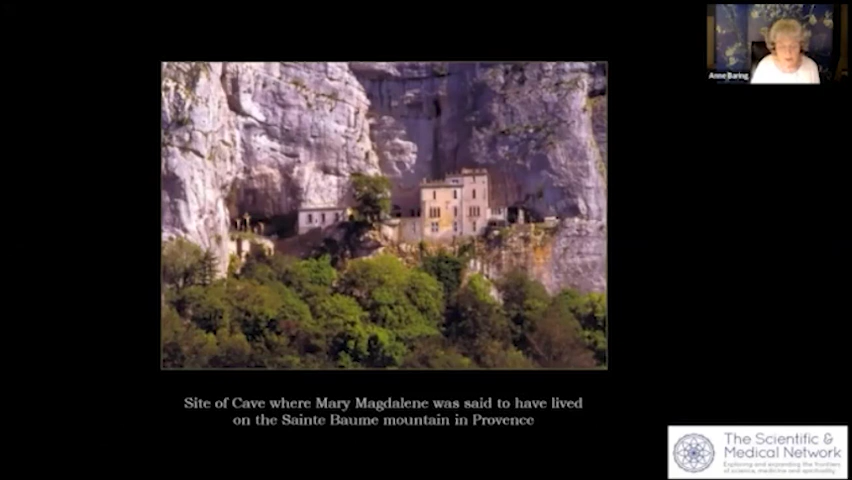 Anne Baring
Site of Cave where Mary Magdalene was said to have lived
on the Sainte Baume mountain in Provence
The Scientific &
Medical Network
Exploring and expanding the frontiers
of science, medicine and spirituality